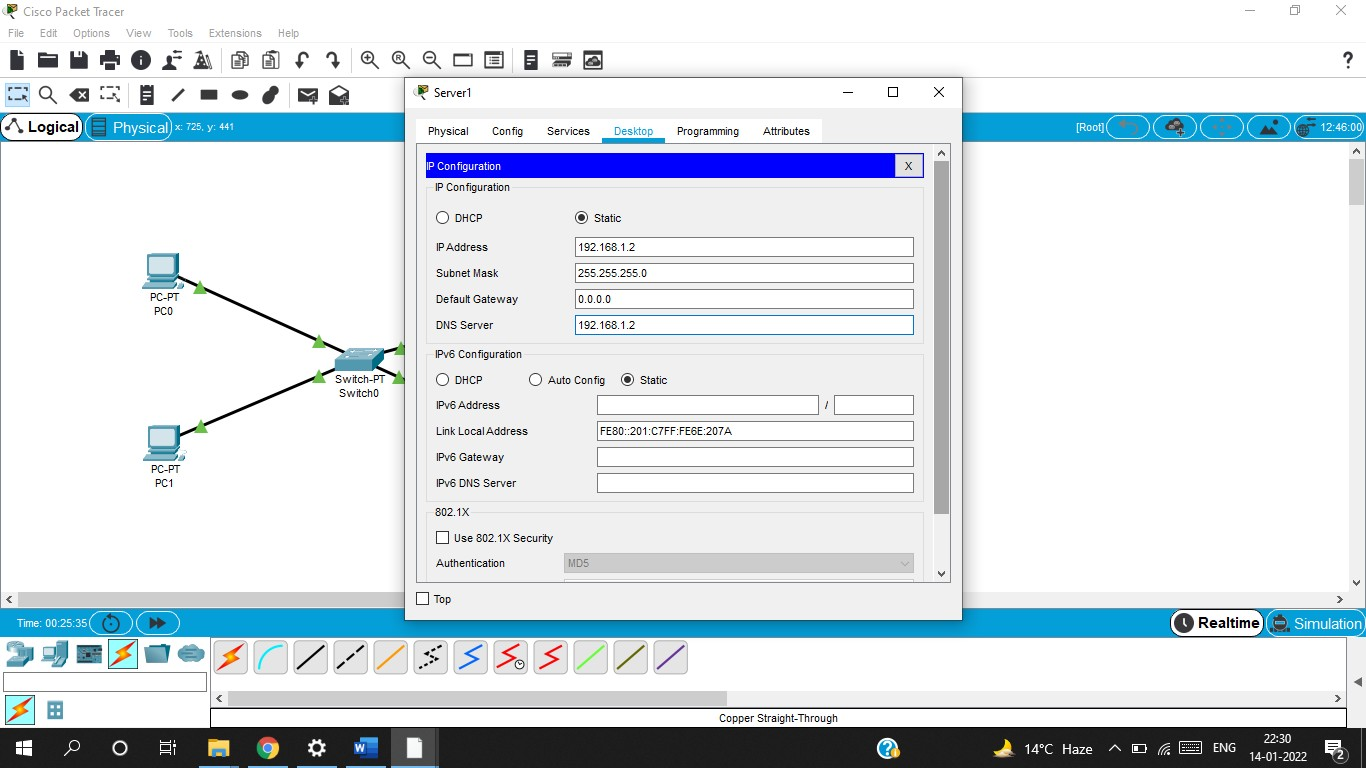 Cisco Packet Tracer
File Edit Options View Tools Extensions Help
?
Server1
Logical Physical x: 725, y: 441
[Root] 12:46:00
Physical Config Services Desktop Programming Attributes
IP Configuration X
IP Configuration
DHCP Static
IP Address 192.168.1.2
Subnet Mask 255.255.255.0
Default Gateway 0.0.0.0
DNS Server 192.168.1.2
IPv6 Configuration
DHCP Auto Config Static
IPv6 Address /
Link Local Address FE80::201:C7FF:FE6E:207A
IPv6 Gateway
IPv6 DNS Server
802.1X
Use 802.1X Security
Authentication MD5
Top
PC-PT
PC0
Switch-PT
Switch0
PC-PT
PC1
Time: 00:25:35
Realtime Simulation
Copper Straight-Through
14°C Haze ENG
22:30
14-01-2022
2